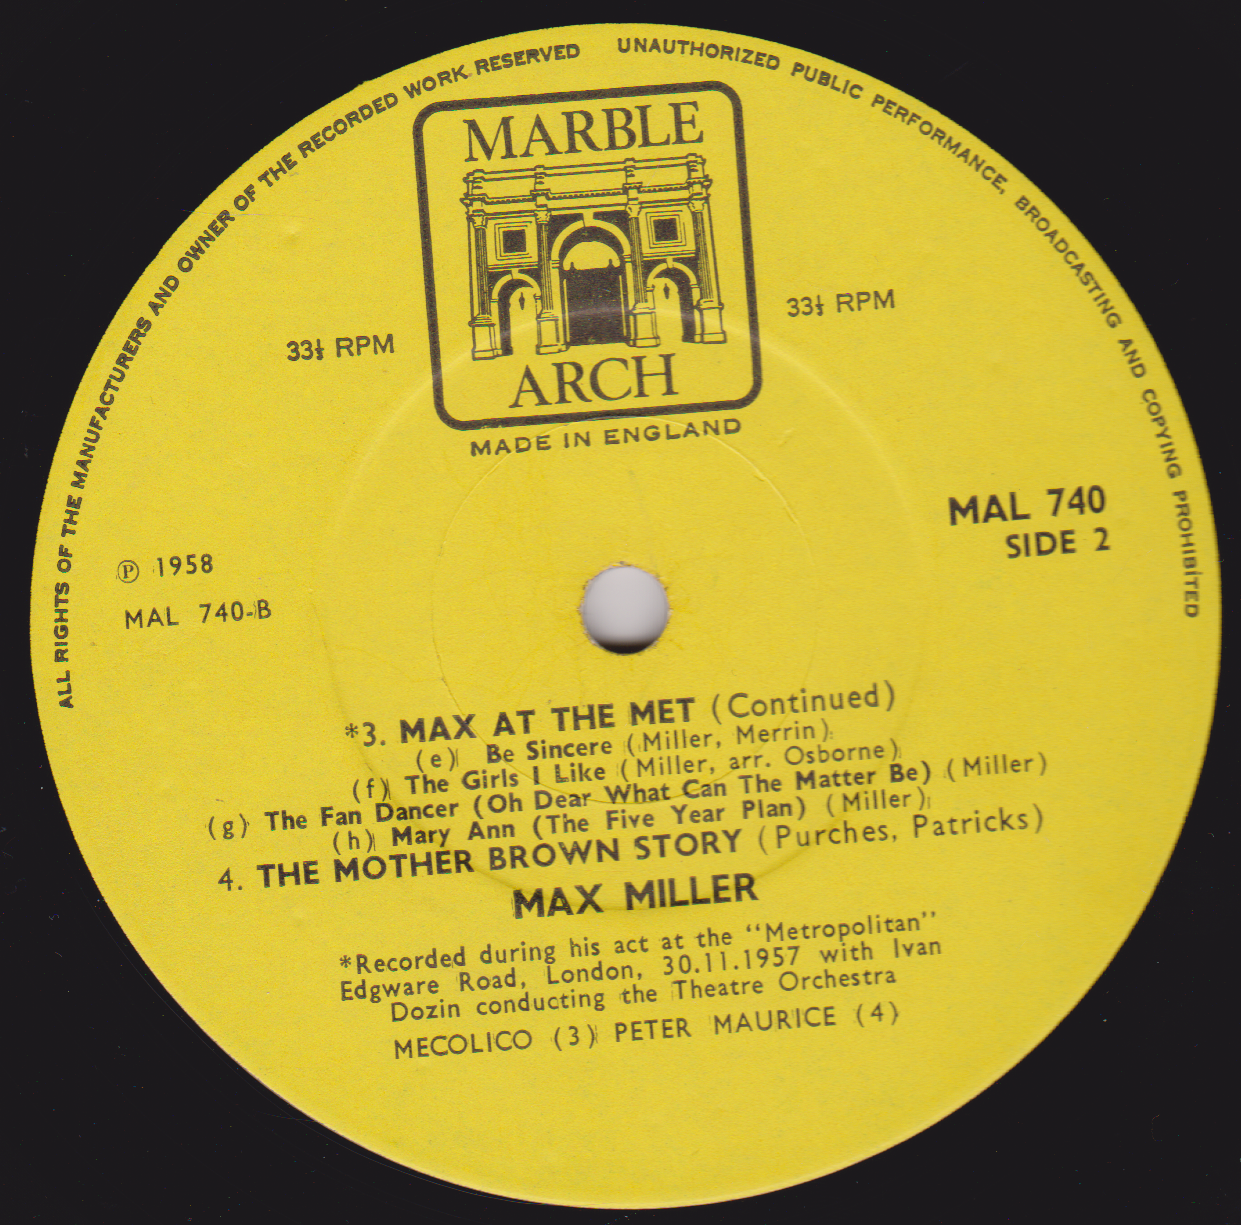 ALL RIGHTS OF THE MANUFACTURERS AND OWNER OF THE RECORDED WORK RESERVED
UNAUTHORIZED PUBLIC PERFORMANCE, BROADCASTING AND COPYING PROHIBITED
MARBLE
ARCH
MADE IN ENGLAND
33⅓ RPM
33⅓ RPM
MAL 740
SIDE 2
℗ 1958
MAL 740-B
*3. MAX AT THE MET (Continued)
(e) Be Sincere (Miller, Merrin)
(f) The Girls I Like (Miller, arr. Osborne)
(g) The Fan Dancer (Oh Dear What Can The Matter Be) (Miller)
(h) Mary Ann (The Five Year Plan) (Miller)
4. THE MOTHER BROWN STORY (Purches, Patricks)
MAX MILLER
*Recorded during his act at the "Metropolitan"
Edgware Road, London, 30.11.1957 with Ivan
Dozin conducting the Theatre Orchestra
MECOLICO (3) PETER MAURICE (4)